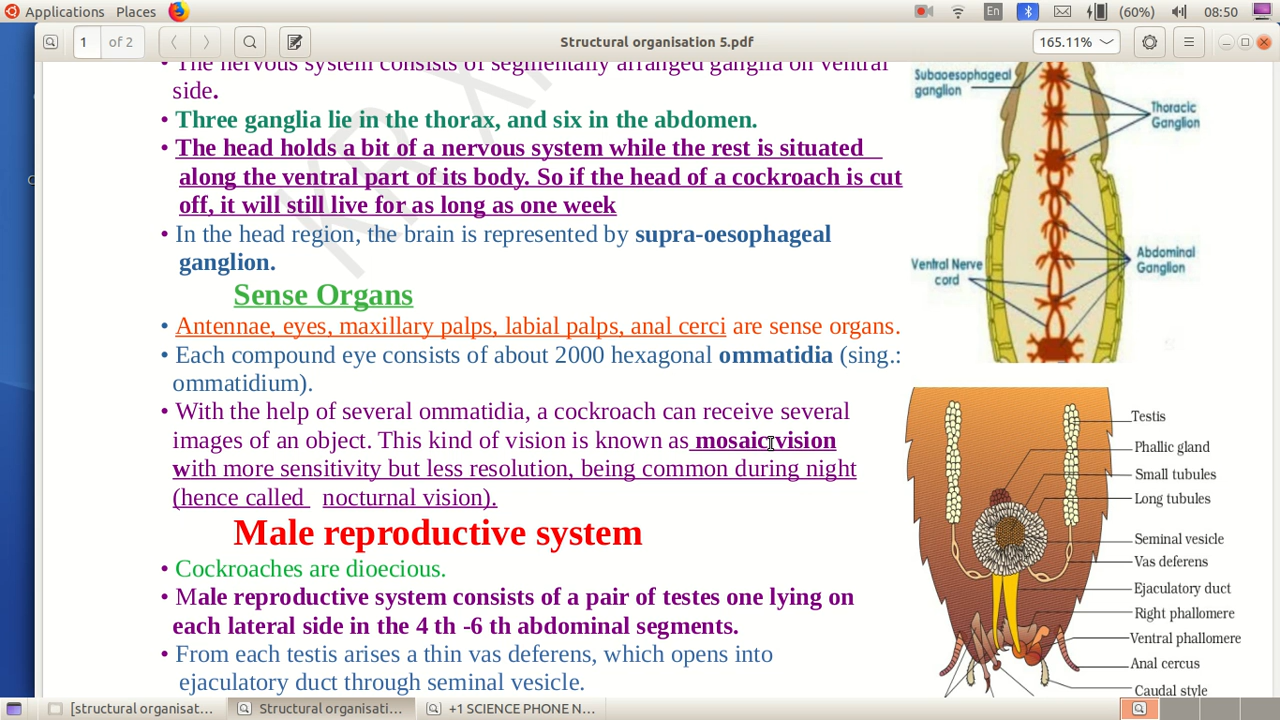 Applications Places En (60%) 08:50
1 of 2 Structural organisation 5.pdf 165.11%
• The nervous system consists of segmentally arranged ganglia on ventral
side.
• Three ganglia lie in the thorax, and six in the abdomen.
• The head holds a bit of a nervous system while the rest is situated
along the ventral part of its body. So if the head of a cockroach is cut
off, it will still live for as long as one week
• In the head region, the brain is represented by supra-oesophageal
ganglion.
Sense Organs
• Antennae, eyes, maxillary palps, labial palps, anal cerci are sense organs.
• Each compound eye consists of about 2000 hexagonal ommatidia (sing.:
ommatidium).
• With the help of several ommatidia, a cockroach can receive several
images of an object. This kind of vision is known as mosaic vision
with more sensitivity but less resolution, being common during night
(hence called nocturnal vision).
Male reproductive system
• Cockroaches are dioecious.
• Male reproductive system consists of a pair of testes one lying on
each lateral side in the 4 th -6 th abdominal segments.
• From each testis arises a thin vas deferens, which opens into
ejaculatory duct through seminal vesicle.
Subaoesophageal
ganglion
Thoracic
Ganglion
Abdominal
Ganglion
Ventral Nerve
cord
Testis
Phallic gland
Small tubules
Long tubules
Seminal vesicle
Vas deferens
Ejaculatory duct
Right phallomere
Ventral phallomere
Anal cercus
Caudal style
[structural organisat... Structural organisati... +1 SCIENCE PHONE N...